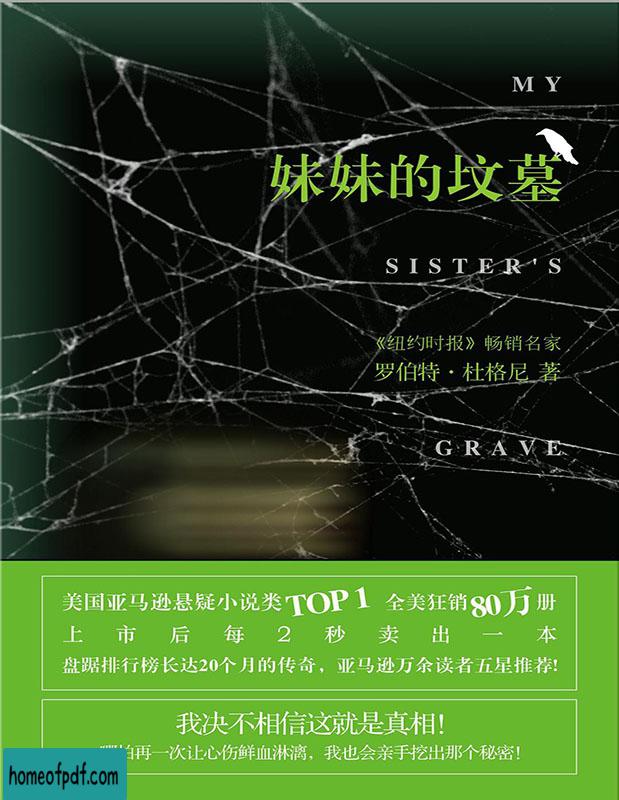 MY
妹妹的坟墓
SISTER'S
《纽约时报》畅销名家
罗伯特·杜格尼 著
GRAVE
美国亚马逊悬疑小说类TOP1 全美狂销80万册
上市后每2秒卖出一本
盘踞排行榜长达20个月的传奇，亚马逊万余读者五星推荐!
我决不相信这就是真相!
再一次让心伤鲜血淋漓，我也会亲手挖出那个秘密!
homeofpdf.com